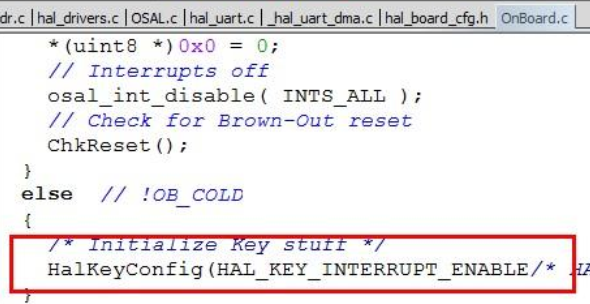 dr.c | hal_drivers.c | OSAL.c | hal_uart.c | _hal_uart_dma.c | hal_board_cfg.h OnBoard.c
*(uint8 *)0x0 = 0;
// Interrupts off
osal_int_disable( INTS_ALL );
// Check for Brown-Out reset
ChkReset();
}
else // !OB_COLD
{
/* Initialize Key stuff */
HalKeyConfig(HAL_KEY_INTERRUPT_ENABLE/* HA
}